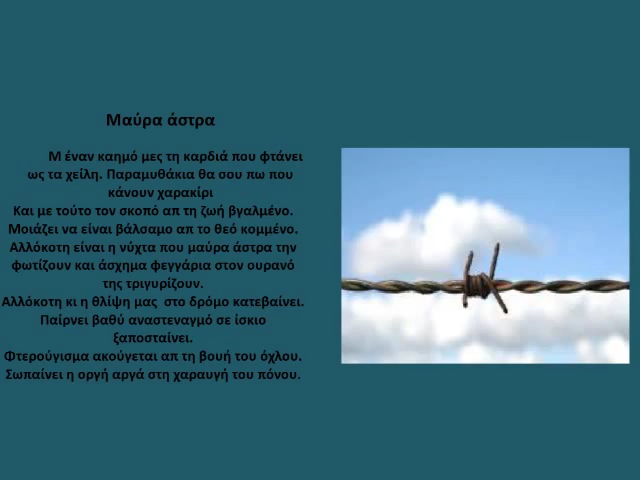 Μαύρα άστρα
Μ έναν καημό μες τη καρδιά που φτάνει
ως τα χείλη. Παραμυθάκια θα σου πω που
κάνουν χαρακίρι
Και με τούτο τον σκοπό απ τη ζωή βγαλμένο.
Μοιάζει να είναι βάλσαμο απ το θεό κομμένο.
Αλλόκοτη είναι η νύχτα που μαύρα άστρα την
φωτίζουν και άσχημα φεγγάρια στον ουρανό
της τριγυρίζουν.
Αλλόκοτη κι η θλίψη μας στο δρόμο κατεβαίνει.
Παίρνει βαθύ αναστεναγμό σε ίσκιο
ξαποσταίνει.
Φτερούγισμα ακούγεται απ τη βουή του όχλου.
Σωπαίνει η οργή αργά στη χαραυγή του πόνου.